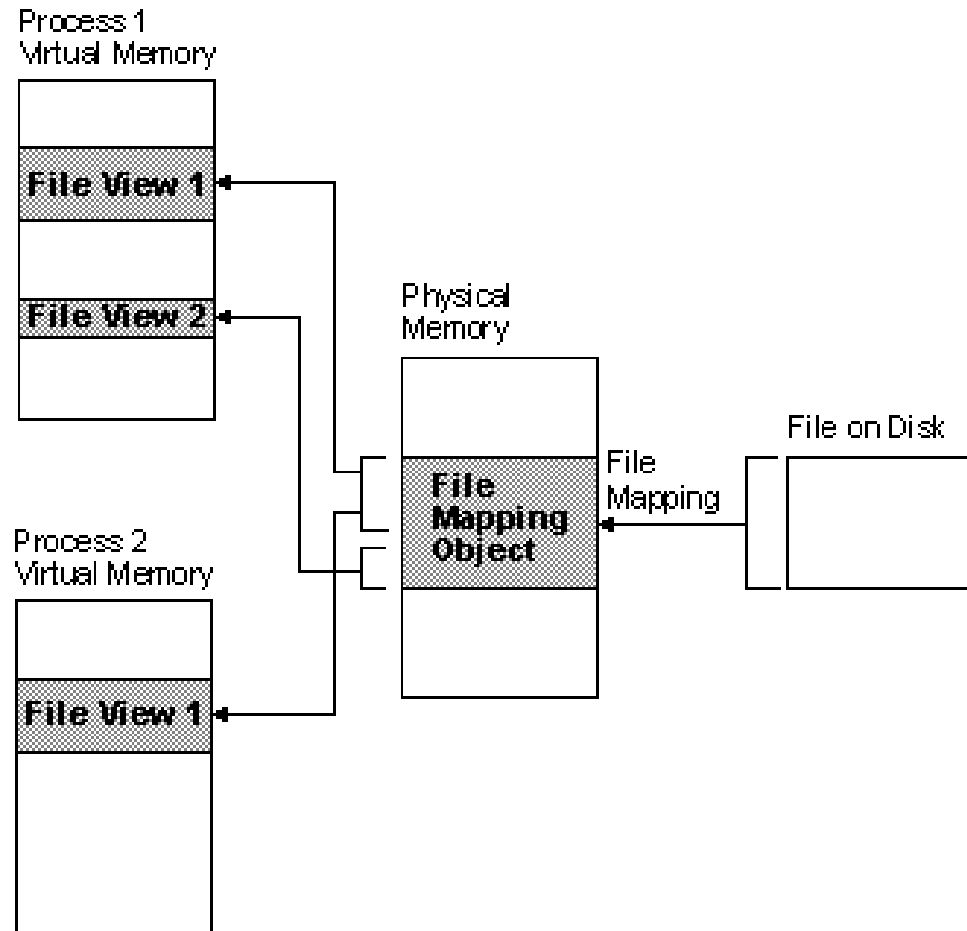 Process 1
Virtual Memory
File View 1
File View 2
Physical
Memory
File on Disk
File
Mapping
File
Mapping
Object
Process 2
Virtual Memory
File View 1